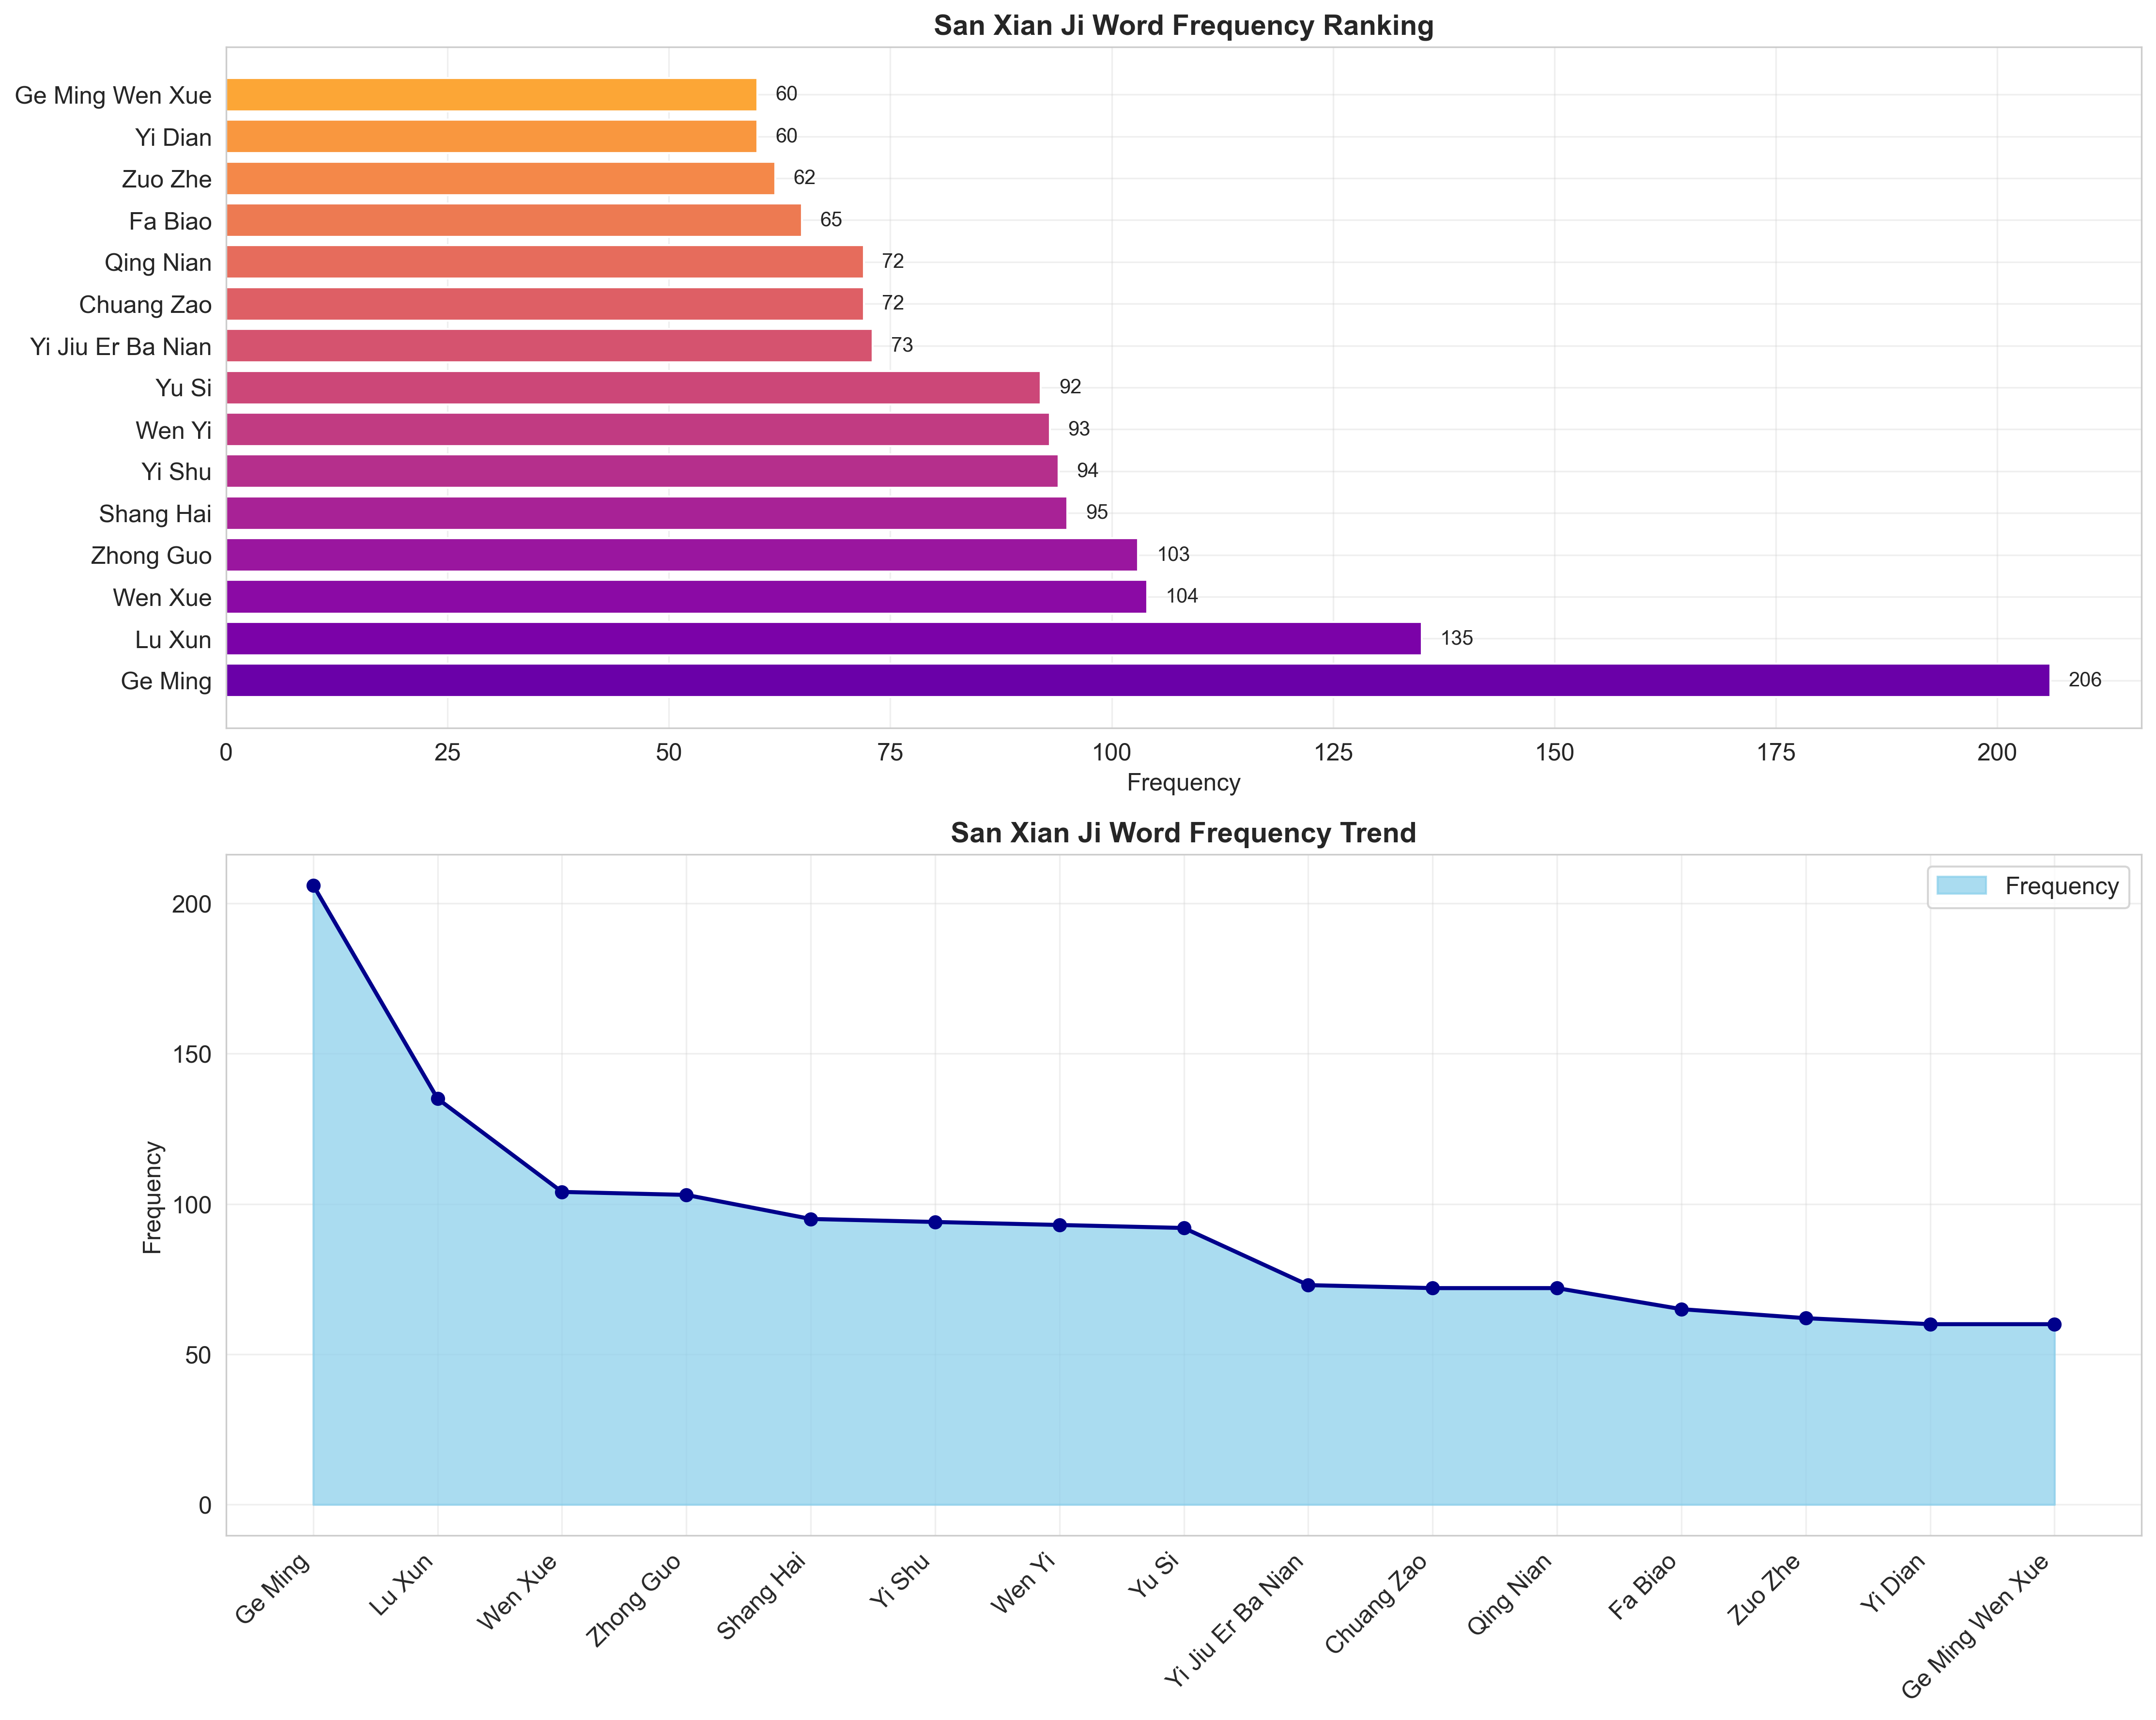 San Xian Ji Word Frequency Ranking
Ge Ming Wen Xue 60
Yi Dian 60
Zuo Zhe 62
Fa Biao 65
Qing Nian 72
Chuang Zao 72
Yi Jiu Er Ba Nian 73
Yu Si 92
Wen Yi 93
Yi Shu 94
Shang Hai 95
Zhong Guo 103
Wen Xue 104
Lu Xun 135
Ge Ming 206
0 25 50 75 100 125 150 175 200
Frequency
San Xian Ji Word Frequency Trend
Frequency
200
150
100
50
0
Frequency
Ge Ming
Lu Xun
Wen Xue
Zhong Guo
Shang Hai
Yi Shu
Wen Yi
Yu Si
Yi Jiu Er Ba Nian
Chuang Zao
Qing Nian
Fa Biao
Zuo Zhe
Yi Dian
Ge Ming Wen Xue